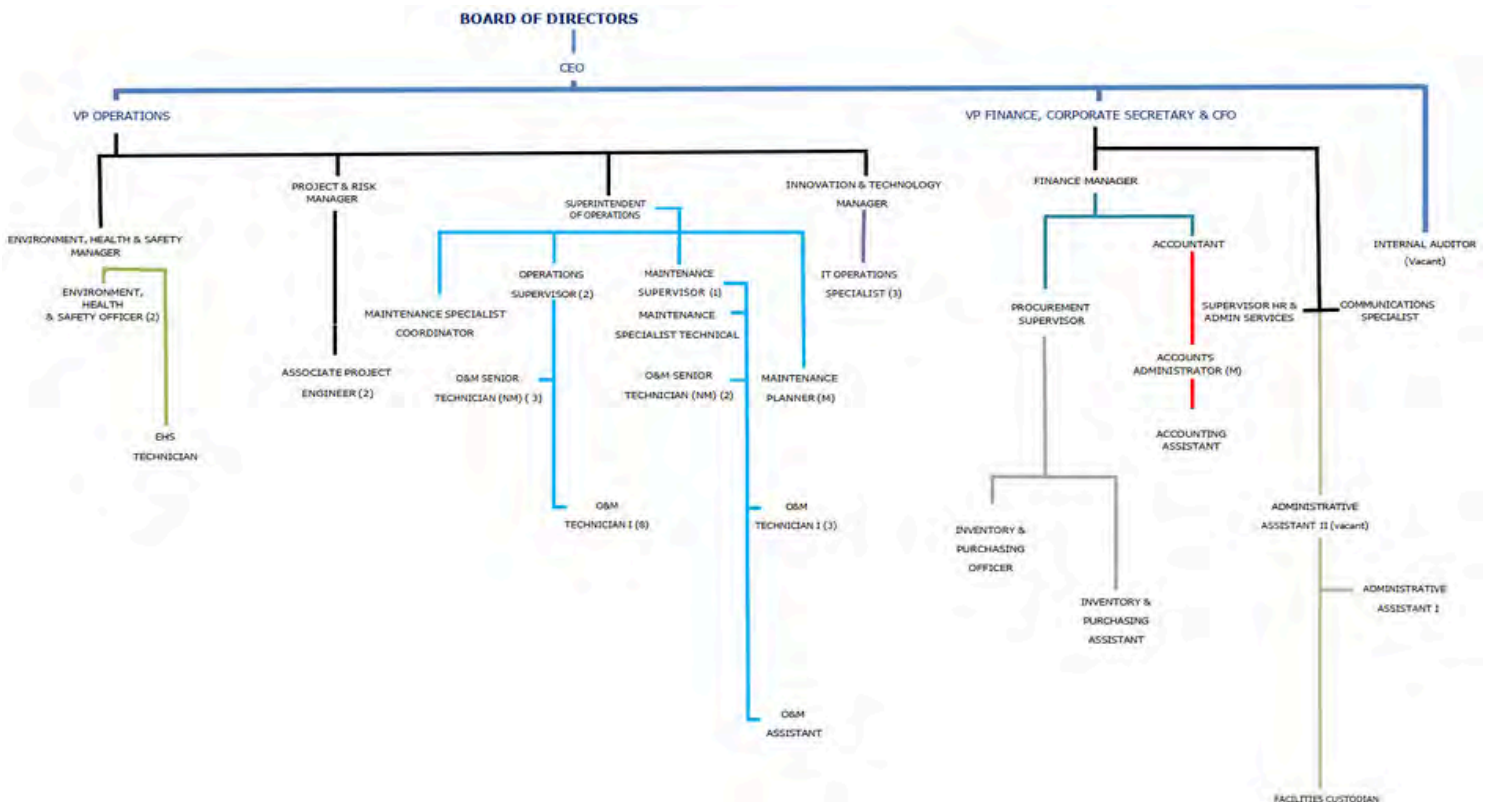 BOARD OF DIRECTORS
CEO
VP OPERATIONS
VP FINANCE, CORPORATE SECRETARY & CFO
PROJECT & RISK
MANAGER
SUPERINTENDENT
OF OPERATIONS
INNOVATION & TECHNOLOGY
MANAGER
FINANCE MANAGER
ENVIRONMENT, HEALTH & SAFETY
MANAGER
ACCOUNTANT
INTERNAL AUDITOR
(Vacant)
ENVIRONMENT,
HEALTH
& SAFETY OFFICER (2)
OPERATIONS
SUPERVISOR (2)
MAINTENANCE
SUPERVISOR (1)
IT OPERATIONS
SPECIALIST (3)
MAINTENANCE SPECIALIST
COORDINATOR
MAINTENANCE
SPECIALIST TECHNICAL
PROCUREMENT
SUPERVISOR
SUPERVISOR HR &
ADMIN SERVICES
COMMUNICATIONS
SPECIALIST
ASSOCIATE PROJECT
ENGINEER (2)
O&M SENIOR
TECHNICIAN (NM) ( 3)
O&M SENIOR
TECHNICIAN (NM) (2)
MAINTENANCE
PLANNER (M)
ACCOUNTS
ADMINISTRATOR (M)
EHS
TECHNICIAN
ACCOUNTING
ASSISTANT
O&M
TECHNICIAN I (8)
O&M
TECHNICIAN I (3)
INVENTORY &
PURCHASING
OFFICER
ADMINISTRATIVE
ASSISTANT II (vacant)
INVENTORY &
PURCHASING
ASSISTANT
ADMINISTRATIVE
ASSISTANT I
O&M
ASSISTANT
FACILITIES CUSTODIAN